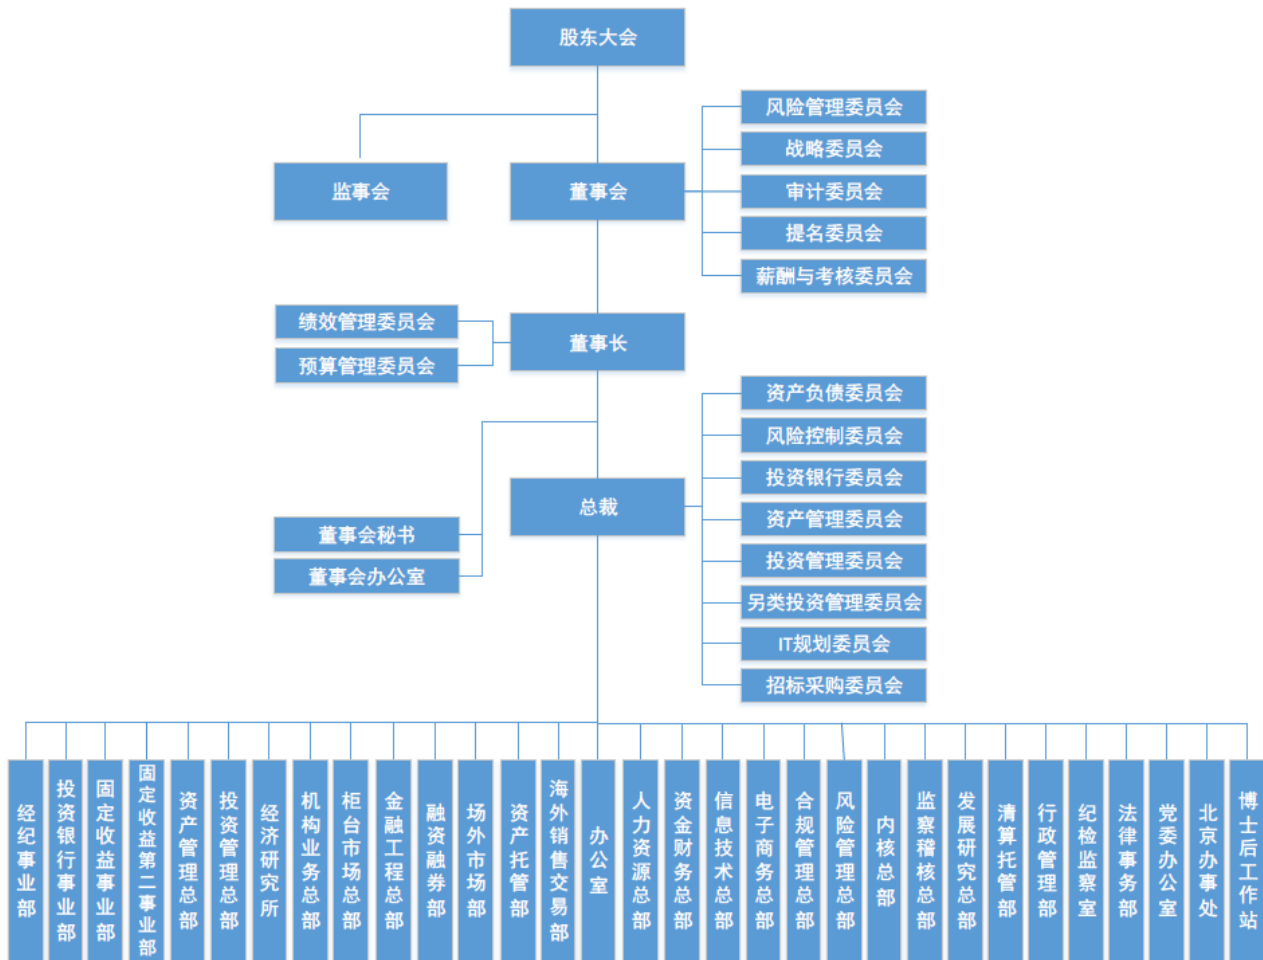 股东大会
监事会
董事会
风险管理委员会
战略委员会
审计委员会
提名委员会
薪酬与考核委员会
绩效管理委员会
预算管理委员会
董事长
董事会秘书
董事会办公室
总裁
资产负债委员会
风险控制委员会
投资银行委员会
资产管理委员会
投资管理委员会
另类投资管理委员会
IT规划委员会
招标采购委员会
经纪事业部
投资银行事业部
固定收益事业部
固定收益第二事业部
资产管理总部
投资管理总部
经济研究所
机构业务总部
柜台市场总部
金融工程总部
融资融券部
场外市场部
资产托管部
海外销售交易部
办公室
人力资源总部
资金财务总部
信息技术总部
电子商务总部
合规管理总部
风险管理总部
内核总部
监察稽核总部
发展研究总部
清算托管部
行政管理部
纪检监察室
法律事务部
党委办公室
北京办事处
博士后工作站